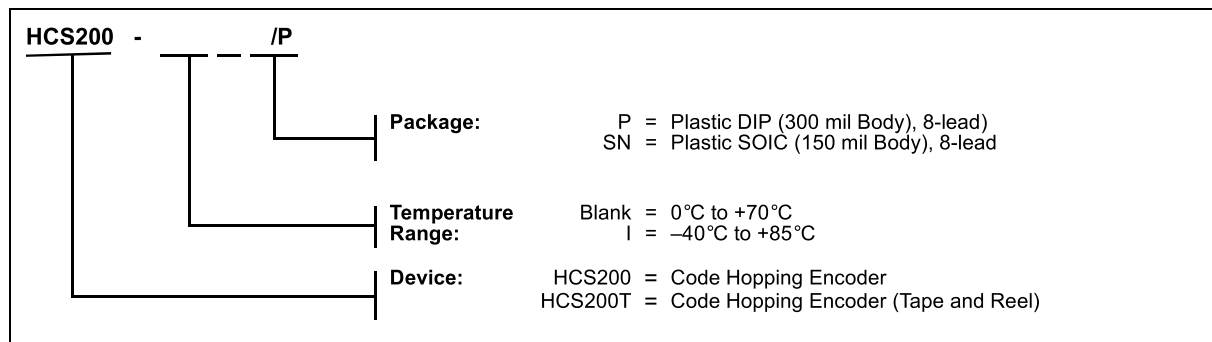 HCS200 - /P
Package: P = Plastic DIP (300 mil Body), 8-lead)
SN = Plastic SOIC (150 mil Body), 8-lead
Temperature Blank = 0°C to +70°C
Range: I = –40°C to +85°C
Device: HCS200 = Code Hopping Encoder
HCS200T = Code Hopping Encoder (Tape and Reel)